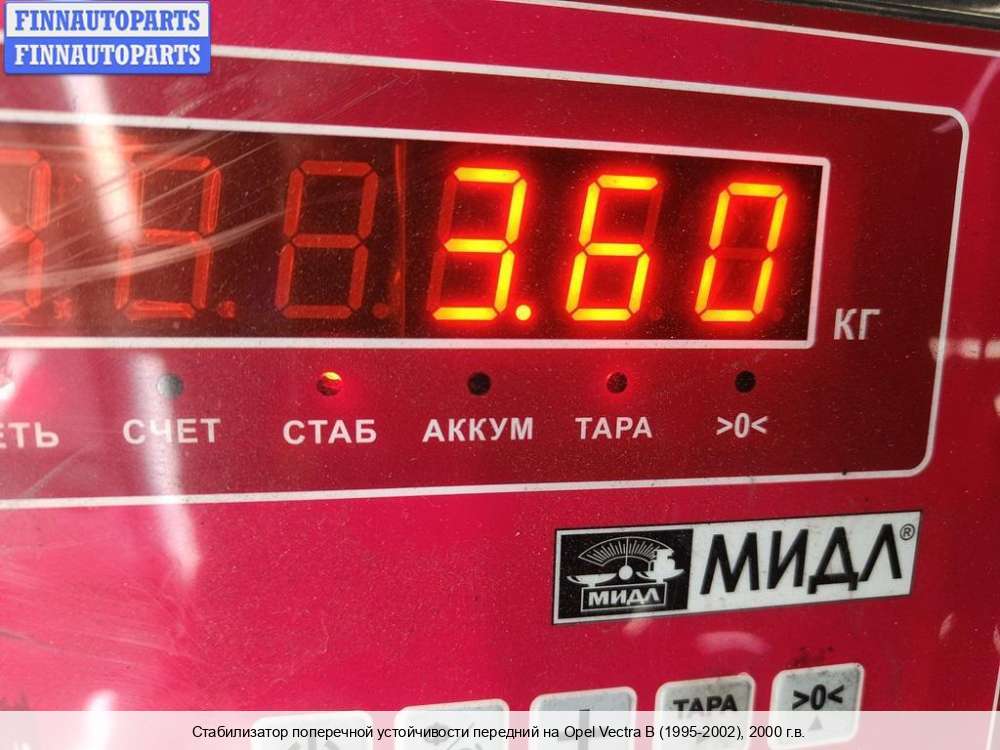 FINNAUTOPARTS
FINNAUTOPARTS
3.60
КГ
СЧЕТ СТАБ АККУМ ТАРА >0<
МИДЛ МИДЛ®
ТАРА >0<
Стабилизатор поперечной устойчивости передний на Opel Vectra B (1995-2002), 2000 г.в.